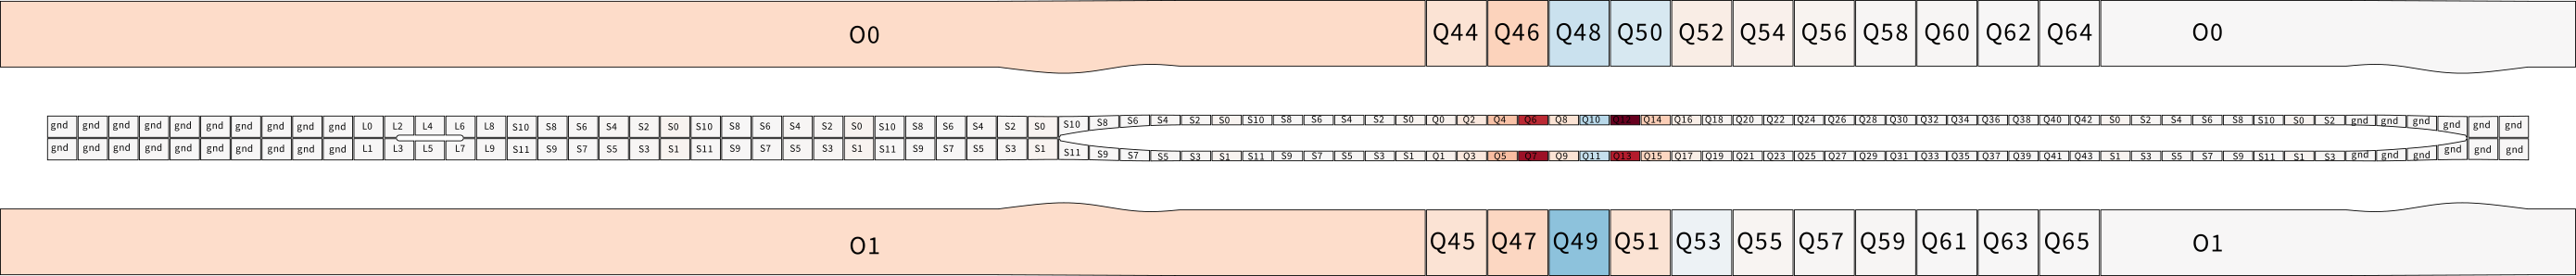 O0 Q44 Q46 Q48 Q50 Q52 Q54 Q56 Q58 Q60 Q62 Q64 O0
gnd gnd gnd gnd gnd gnd gnd gnd gnd gnd L0 L2 L4 L6 L8 S10 S8 S6 S4 S2 S0 S10 S8 S6 S4 S2 S0 S10 S8 S6 S4 S2 S0 S10 S8 S6 S4 S2 S0 S10 S8 S6 S4 S2 S0 Q0 Q2 Q4 Q6 Q8 Q10 Q12 Q14 Q16 Q18 Q20 Q22 Q24 Q26 Q28 Q30 Q32 Q34 Q36 Q38 Q40 Q42 S0 S2 S4 S6 S8 S10 S0 S2 gnd gnd gnd gnd gnd gnd
gnd gnd gnd gnd gnd gnd gnd gnd gnd gnd L1 L3 L5 L7 L9 S11 S9 S7 S5 S3 S1 S11 S9 S7 S5 S3 S1 S11 S9 S7 S5 S3 S1 S11 S9 S7 S5 S3 S1 S11 S9 S7 S5 S3 S1 Q1 Q3 Q5 Q7 Q9 Q11 Q13 Q15 Q17 Q19 Q21 Q23 Q25 Q27 Q29 Q31 Q33 Q35 Q37 Q39 Q41 Q43 S1 S3 S5 S7 S9 S11 S1 S3 gnd gnd gnd gnd gnd gnd
O1 Q45 Q47 Q49 Q51 Q53 Q55 Q57 Q59 Q61 Q63 Q65 O1